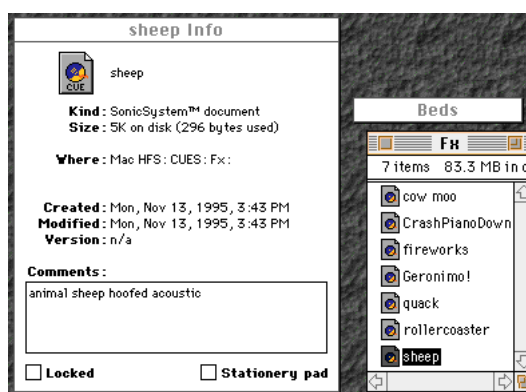 sheep Info
CUE
sheep
Kind: SonicSystem™ document
Size: 5K on disk (296 bytes used)
Where: Mac HFS: CUES: Fx:
Created: Mon, Nov 13, 1995, 3:43 PM
Modified: Mon, Nov 13, 1995, 3:43 PM
Version: n/a
Comments:
animal sheep hoofed acoustic
Locked
Stationery pad
Beds
Fx
7 items 83.3 MB in
cow moo
CrashPianoDown
fireworks
Geronimo!
quack
rollercoaster
sheep